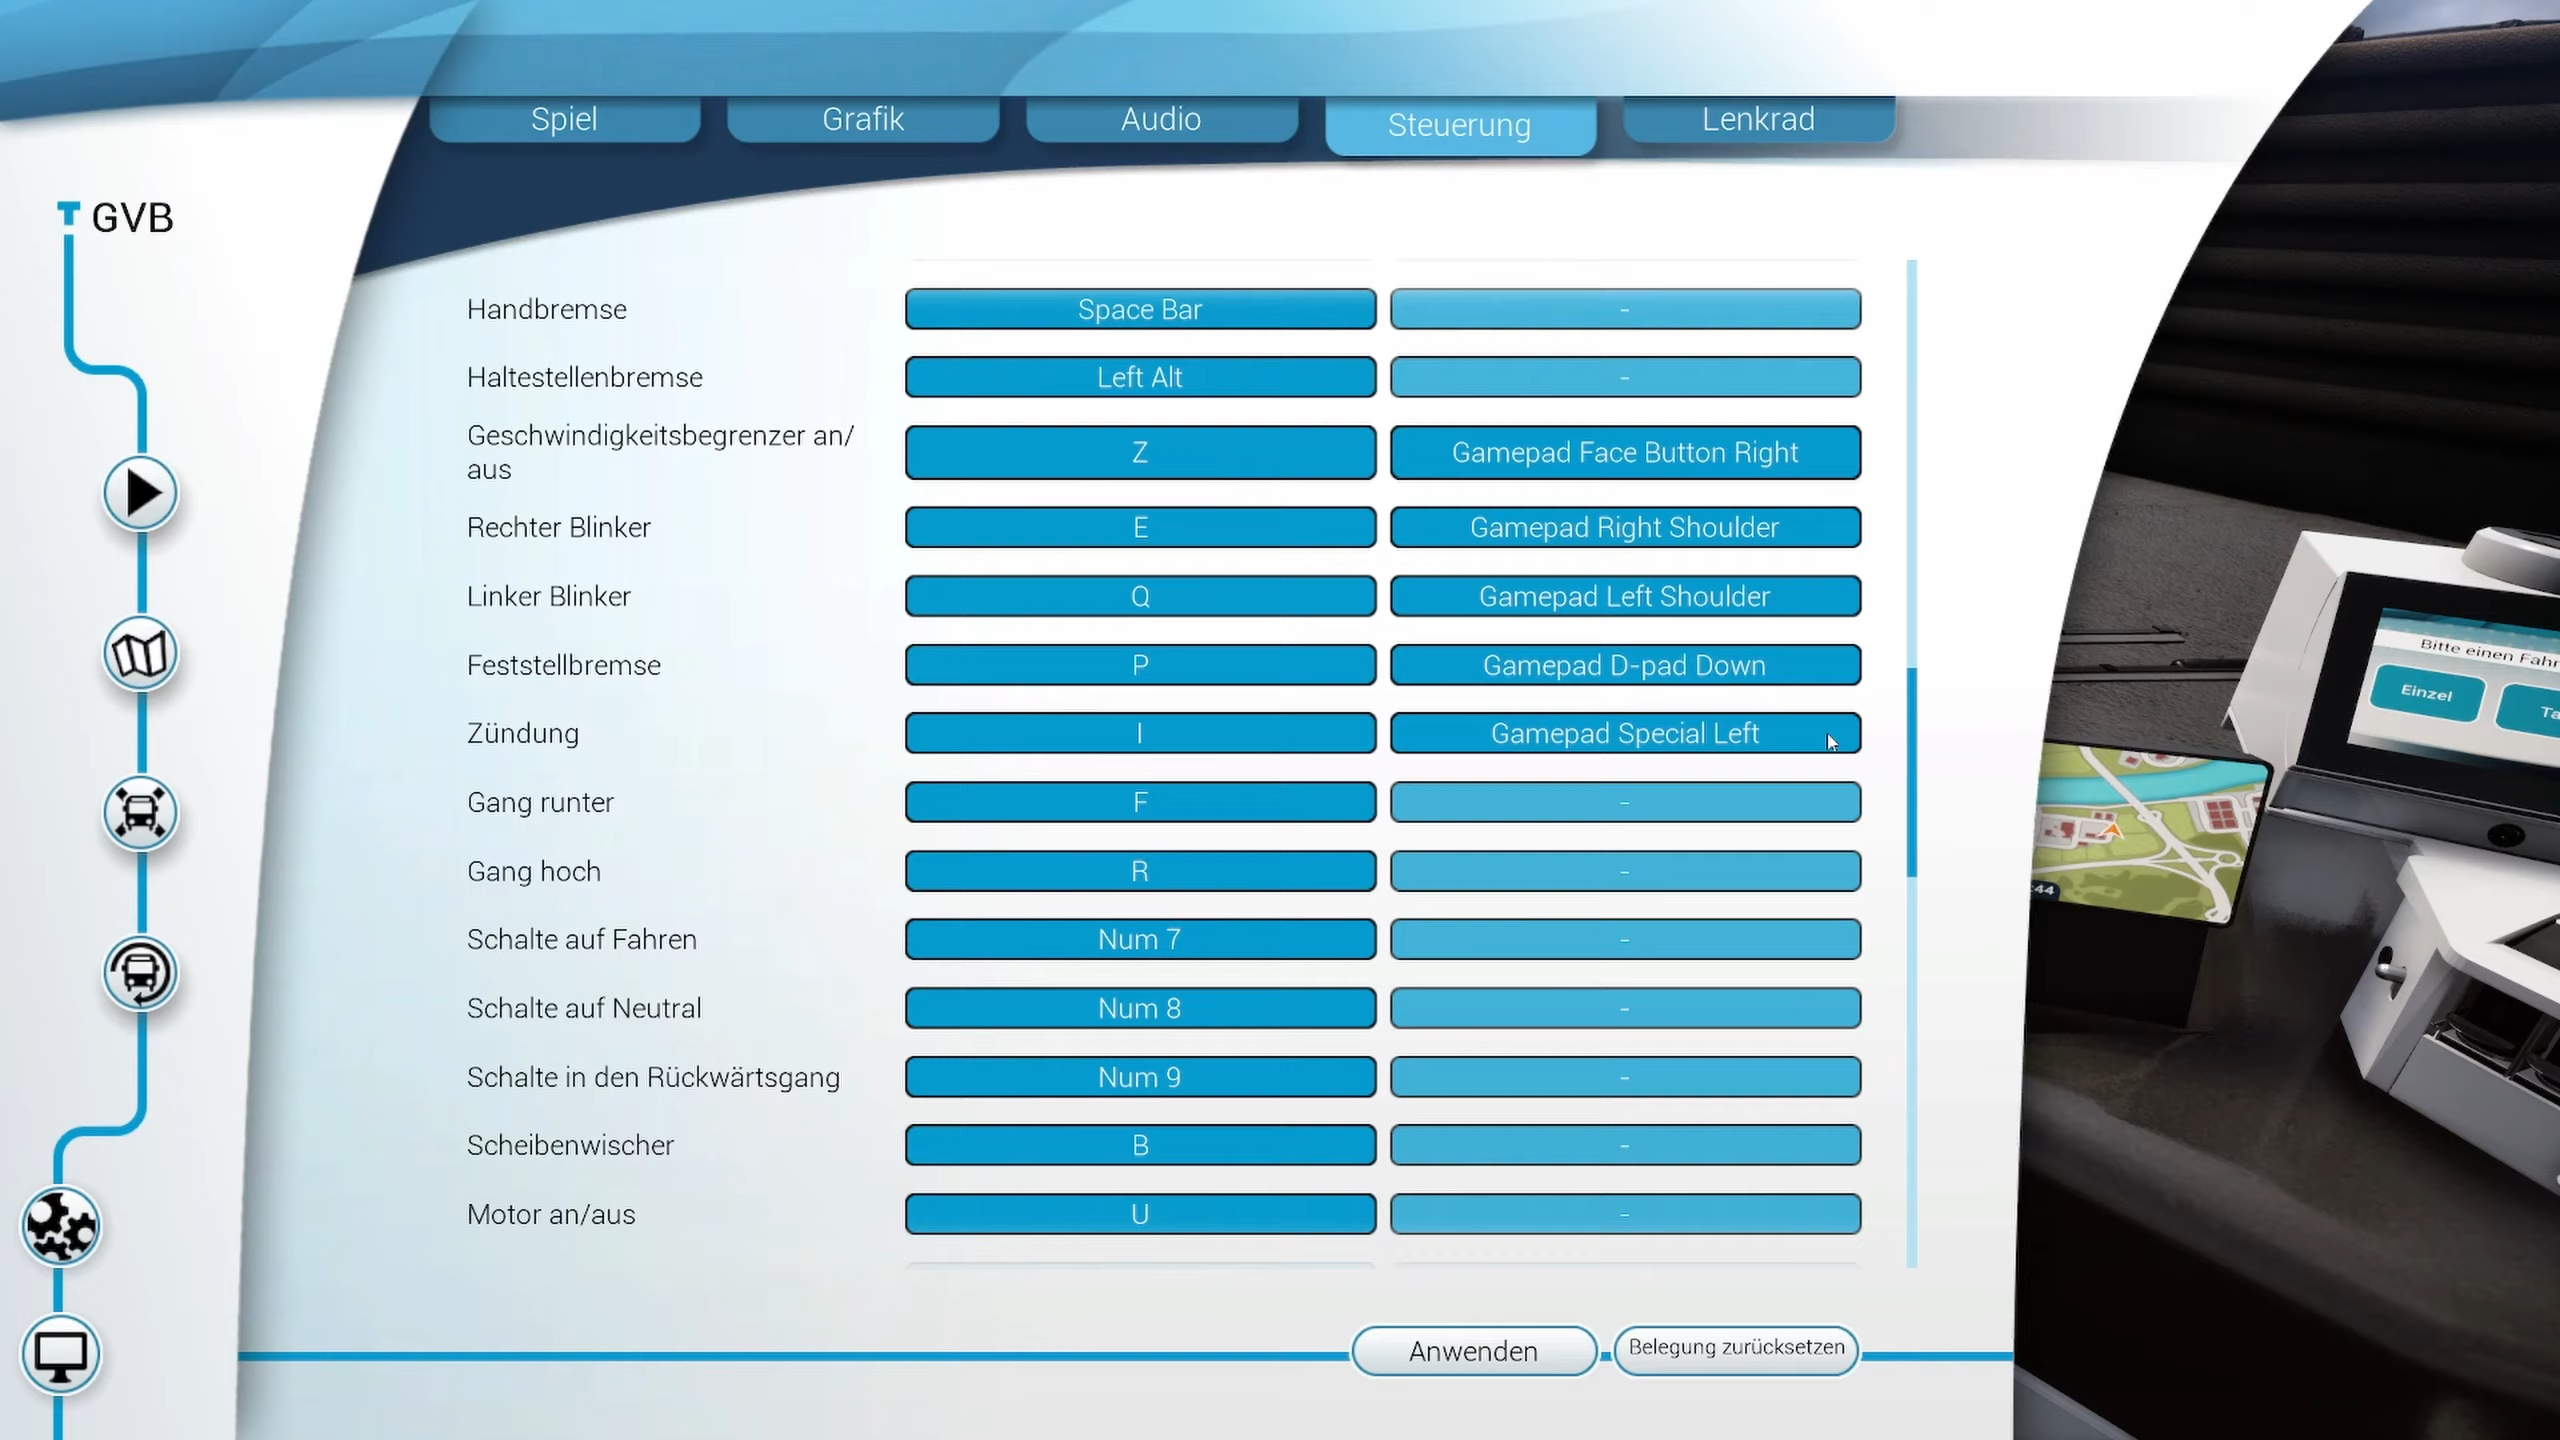 Spiel Grafik Audio Steuerung Lenkrad
GVB
Handbremse Space Bar -
Haltestellenbremse Left Alt -
Geschwindigkeitsbegrenzer an/
aus Z Gamepad Face Button Right
Rechter Blinker E Gamepad Right Shoulder
Linker Blinker Q Gamepad Left Shoulder
Feststellbremse P Gamepad D-pad Down
Zündung I Gamepad Special Left
Gang runter F -
Gang hoch R -
Schalte auf Fahren Num 7 -
Schalte auf Neutral Num 8 -
Schalte in den Rückwärtsgang Num 9 -
Scheibenwischer B -
Motor an/aus U -
Anwenden Belegung zurücksetzen
Bitte einen Fahr
Einzel Ta
:44